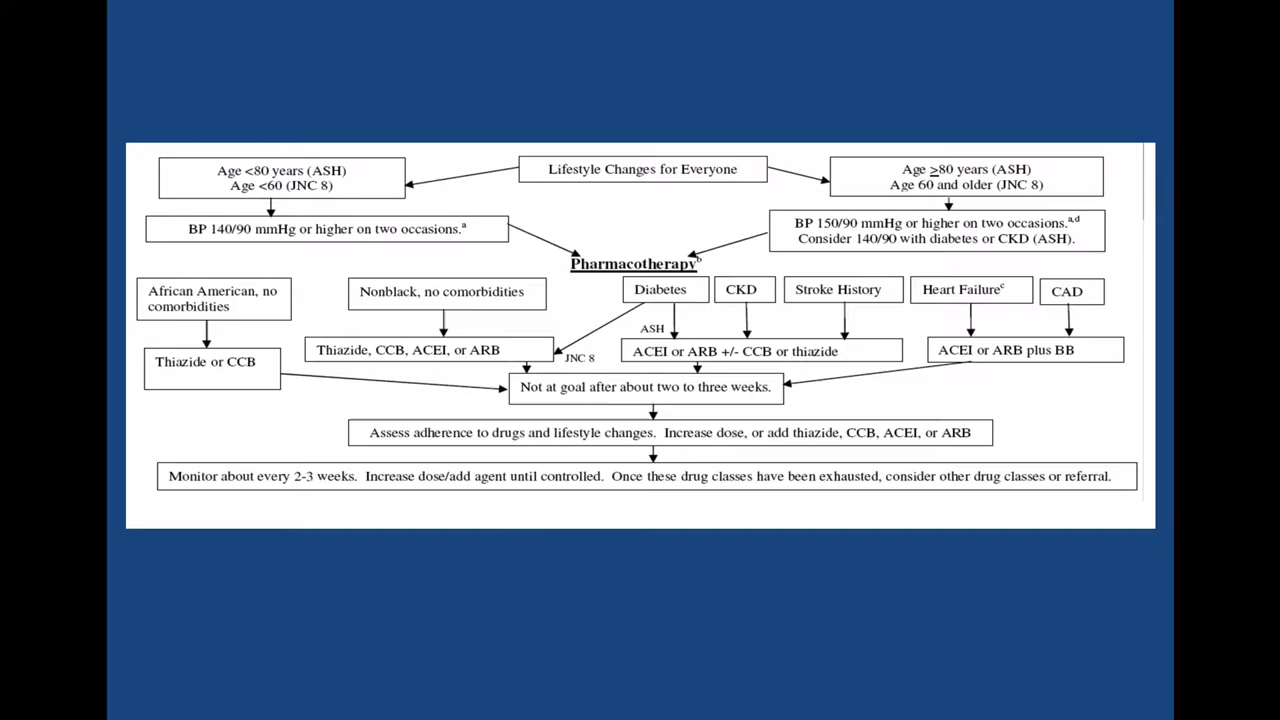 Lifestyle Changes for Everyone
Age <80 years (ASH)
Age <60 (JNC 8)
Age ≥80 years (ASH)
Age 60 and older (JNC 8)
BP 140/90 mmHg or higher on two occasions.ᵃ
BP 150/90 mmHg or higher on two occasions.ᵃ,ᵈ
Consider 140/90 with diabetes or CKD (ASH).
Pharmacotherapyᵇ
African American, no
comorbidities
Nonblack, no comorbidities
Diabetes
CKD
Stroke History
Heart Failureᶜ
CAD
ASH
JNC 8
Thiazide or CCB
Thiazide, CCB, ACEI, or ARB
ACEI or ARB +/- CCB or thiazide
ACEI or ARB plus BB
Not at goal after about two to three weeks.
Assess adherence to drugs and lifestyle changes. Increase dose, or add thiazide, CCB, ACEI, or ARB
Monitor about every 2-3 weeks. Increase dose/add agent until controlled. Once these drug classes have been exhausted, consider other drug classes or referral.